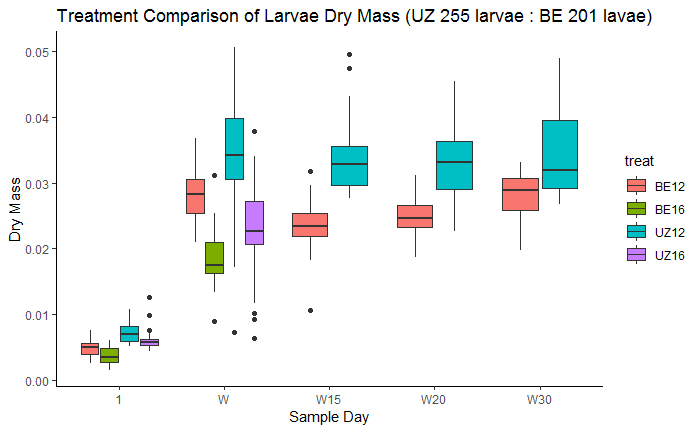 Treatment Comparison of Larvae Dry Mass (UZ 255 larvae : BE 201 lavae)
0.05
0.04
0.03
0.02
0.01
0.00
Dry Mass
1
W
W15
W20
W30
Sample Day
treat
BE12
BE16
UZ12
UZ16